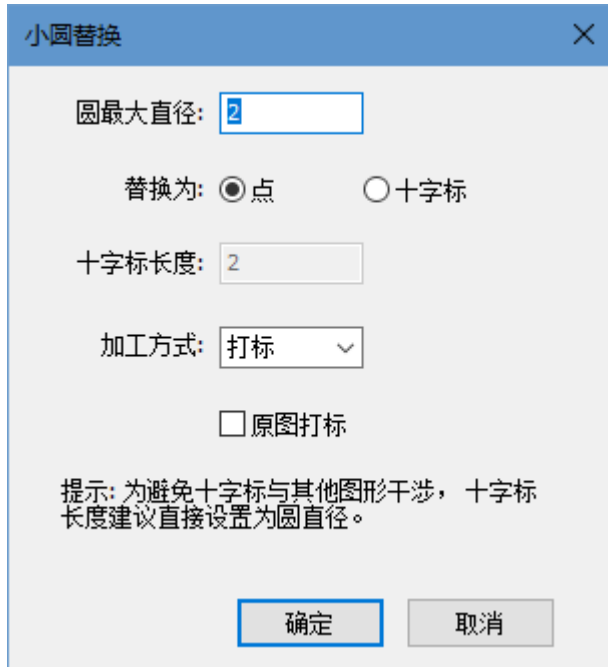 小圆替换
圆最大直径: 2
替换为: 点 十字标
十字标长度: 2
加工方式: 打标
原图打标
提示: 为避免十字标与其他图形干涉， 十字标
长度建议直接设置为圆直径。
确定 取消